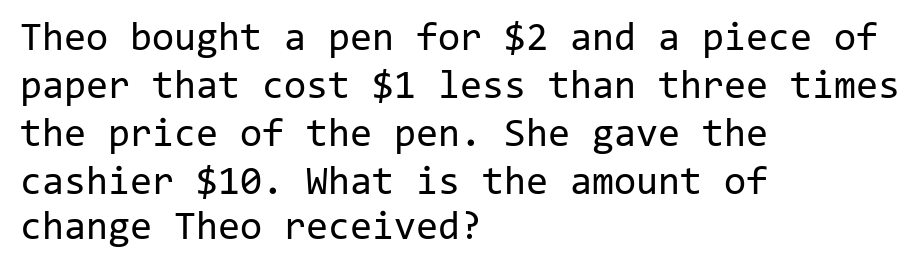 Theo bought a pen for $2 and a piece of
paper that cost $1 less than three times
the price of the pen. She gave the
cashier $10. What is the amount of
change Theo received?